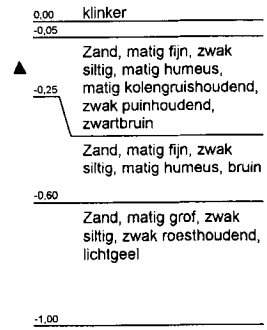 0,00 klinker
-0,05
Zand, matig fijn, zwak
siltig, matig humeus,
-0,25 matig kolengruishoudend,
zwak puinhoudend,
zwartbruin
Zand, matig fijn, zwak
siltig, matig humeus, bruin
-0,60
Zand, matig grof, zwak
siltig, zwak roesthoudend,
lichtgeel
-1,00